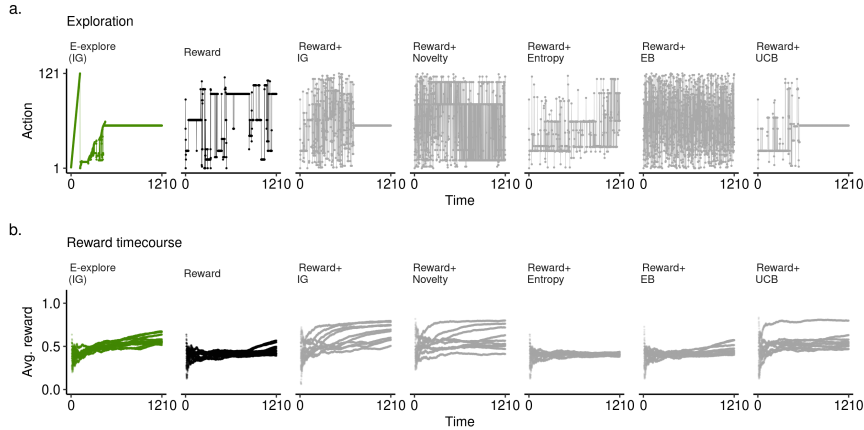 a.
Exploration
E-explore
(IG)
Reward
Reward+
IG
Reward+
Novelty
Reward+
Entropy
Reward+
EB
Reward+
UCB
121
Action
1
0 1210 0 1210 0 1210 0 1210 0 1210 0 1210 0 1210
Time
b.
Reward timecourse
E-explore
(IG)
Reward
Reward+
IG
Reward+
Novelty
Reward+
Entropy
Reward+
EB
Reward+
UCB
1.0
Avg. reward
0.5
0.0
0 1210 0 1210 0 1210 0 1210 0 1210 0 1210 0 1210
Time